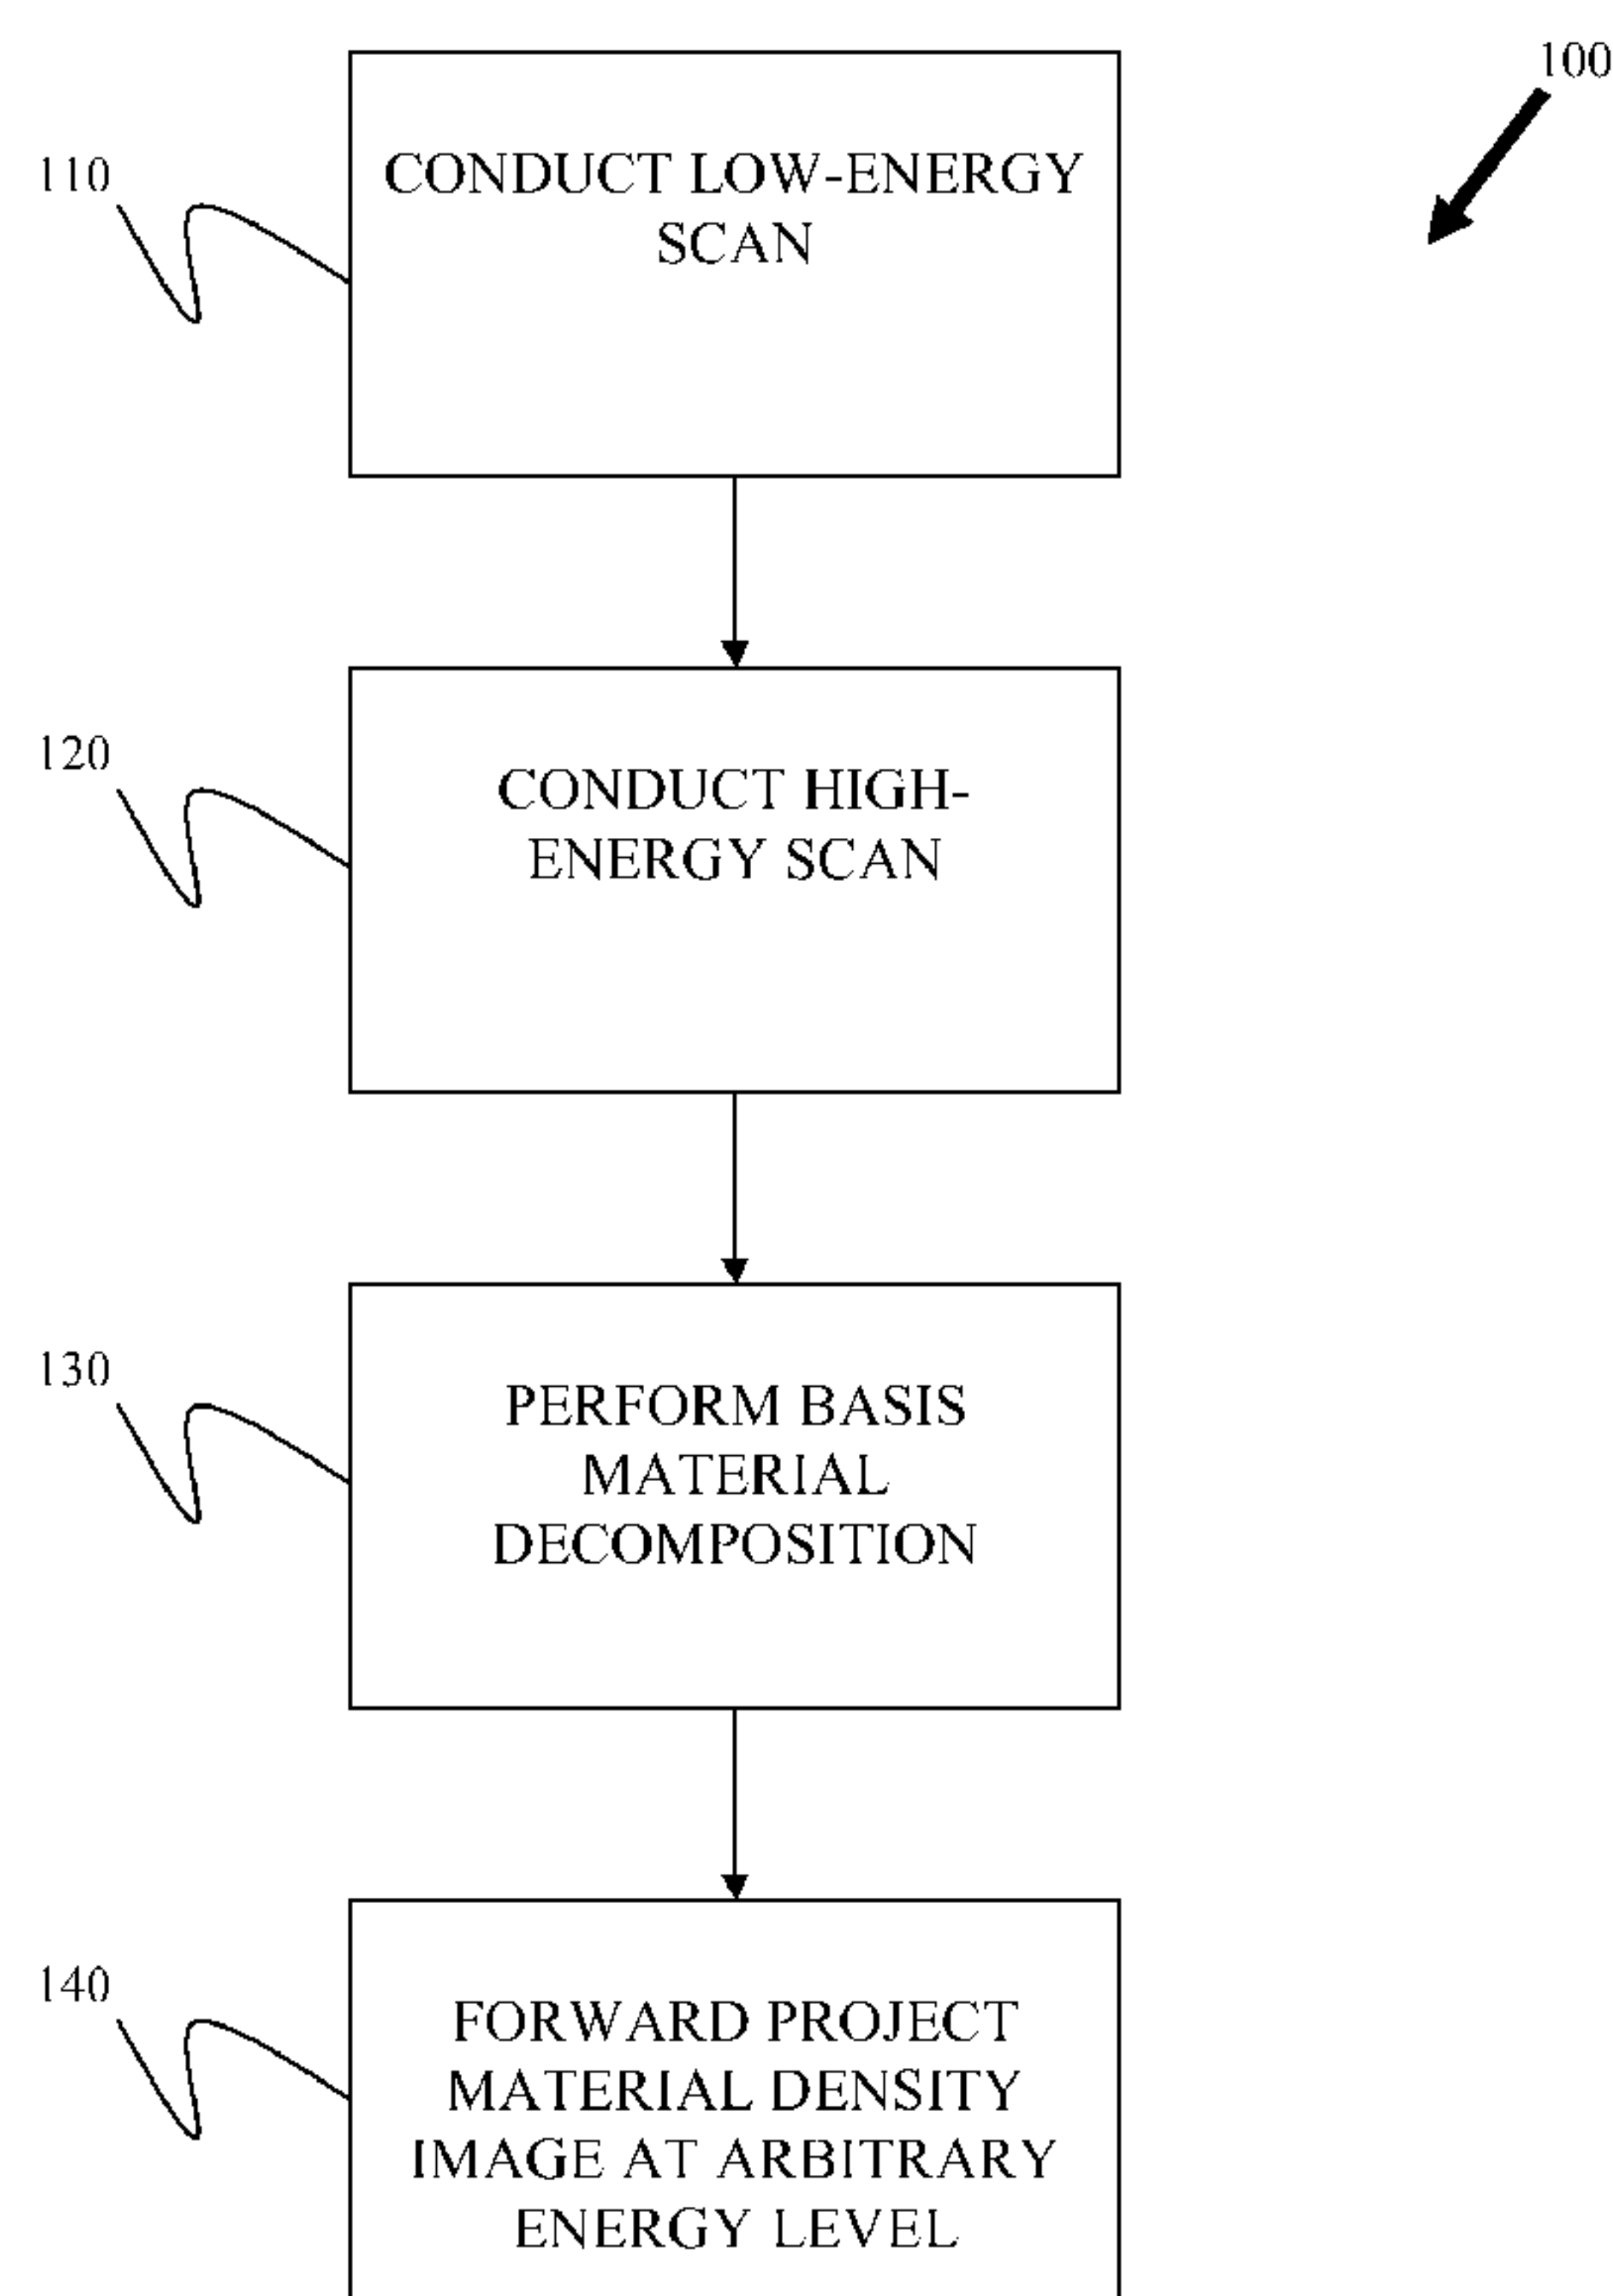 100
110
CONDUCT LOW-ENERGY
SCAN
120
CONDUCT HIGH-
ENERGY SCAN
130
PERFORM BASIS
MATERIAL
DECOMPOSITION
140
FORWARD PROJECT
MATERIAL DENSITY
IMAGE AT ARBITRARY
ENERGY LEVEL